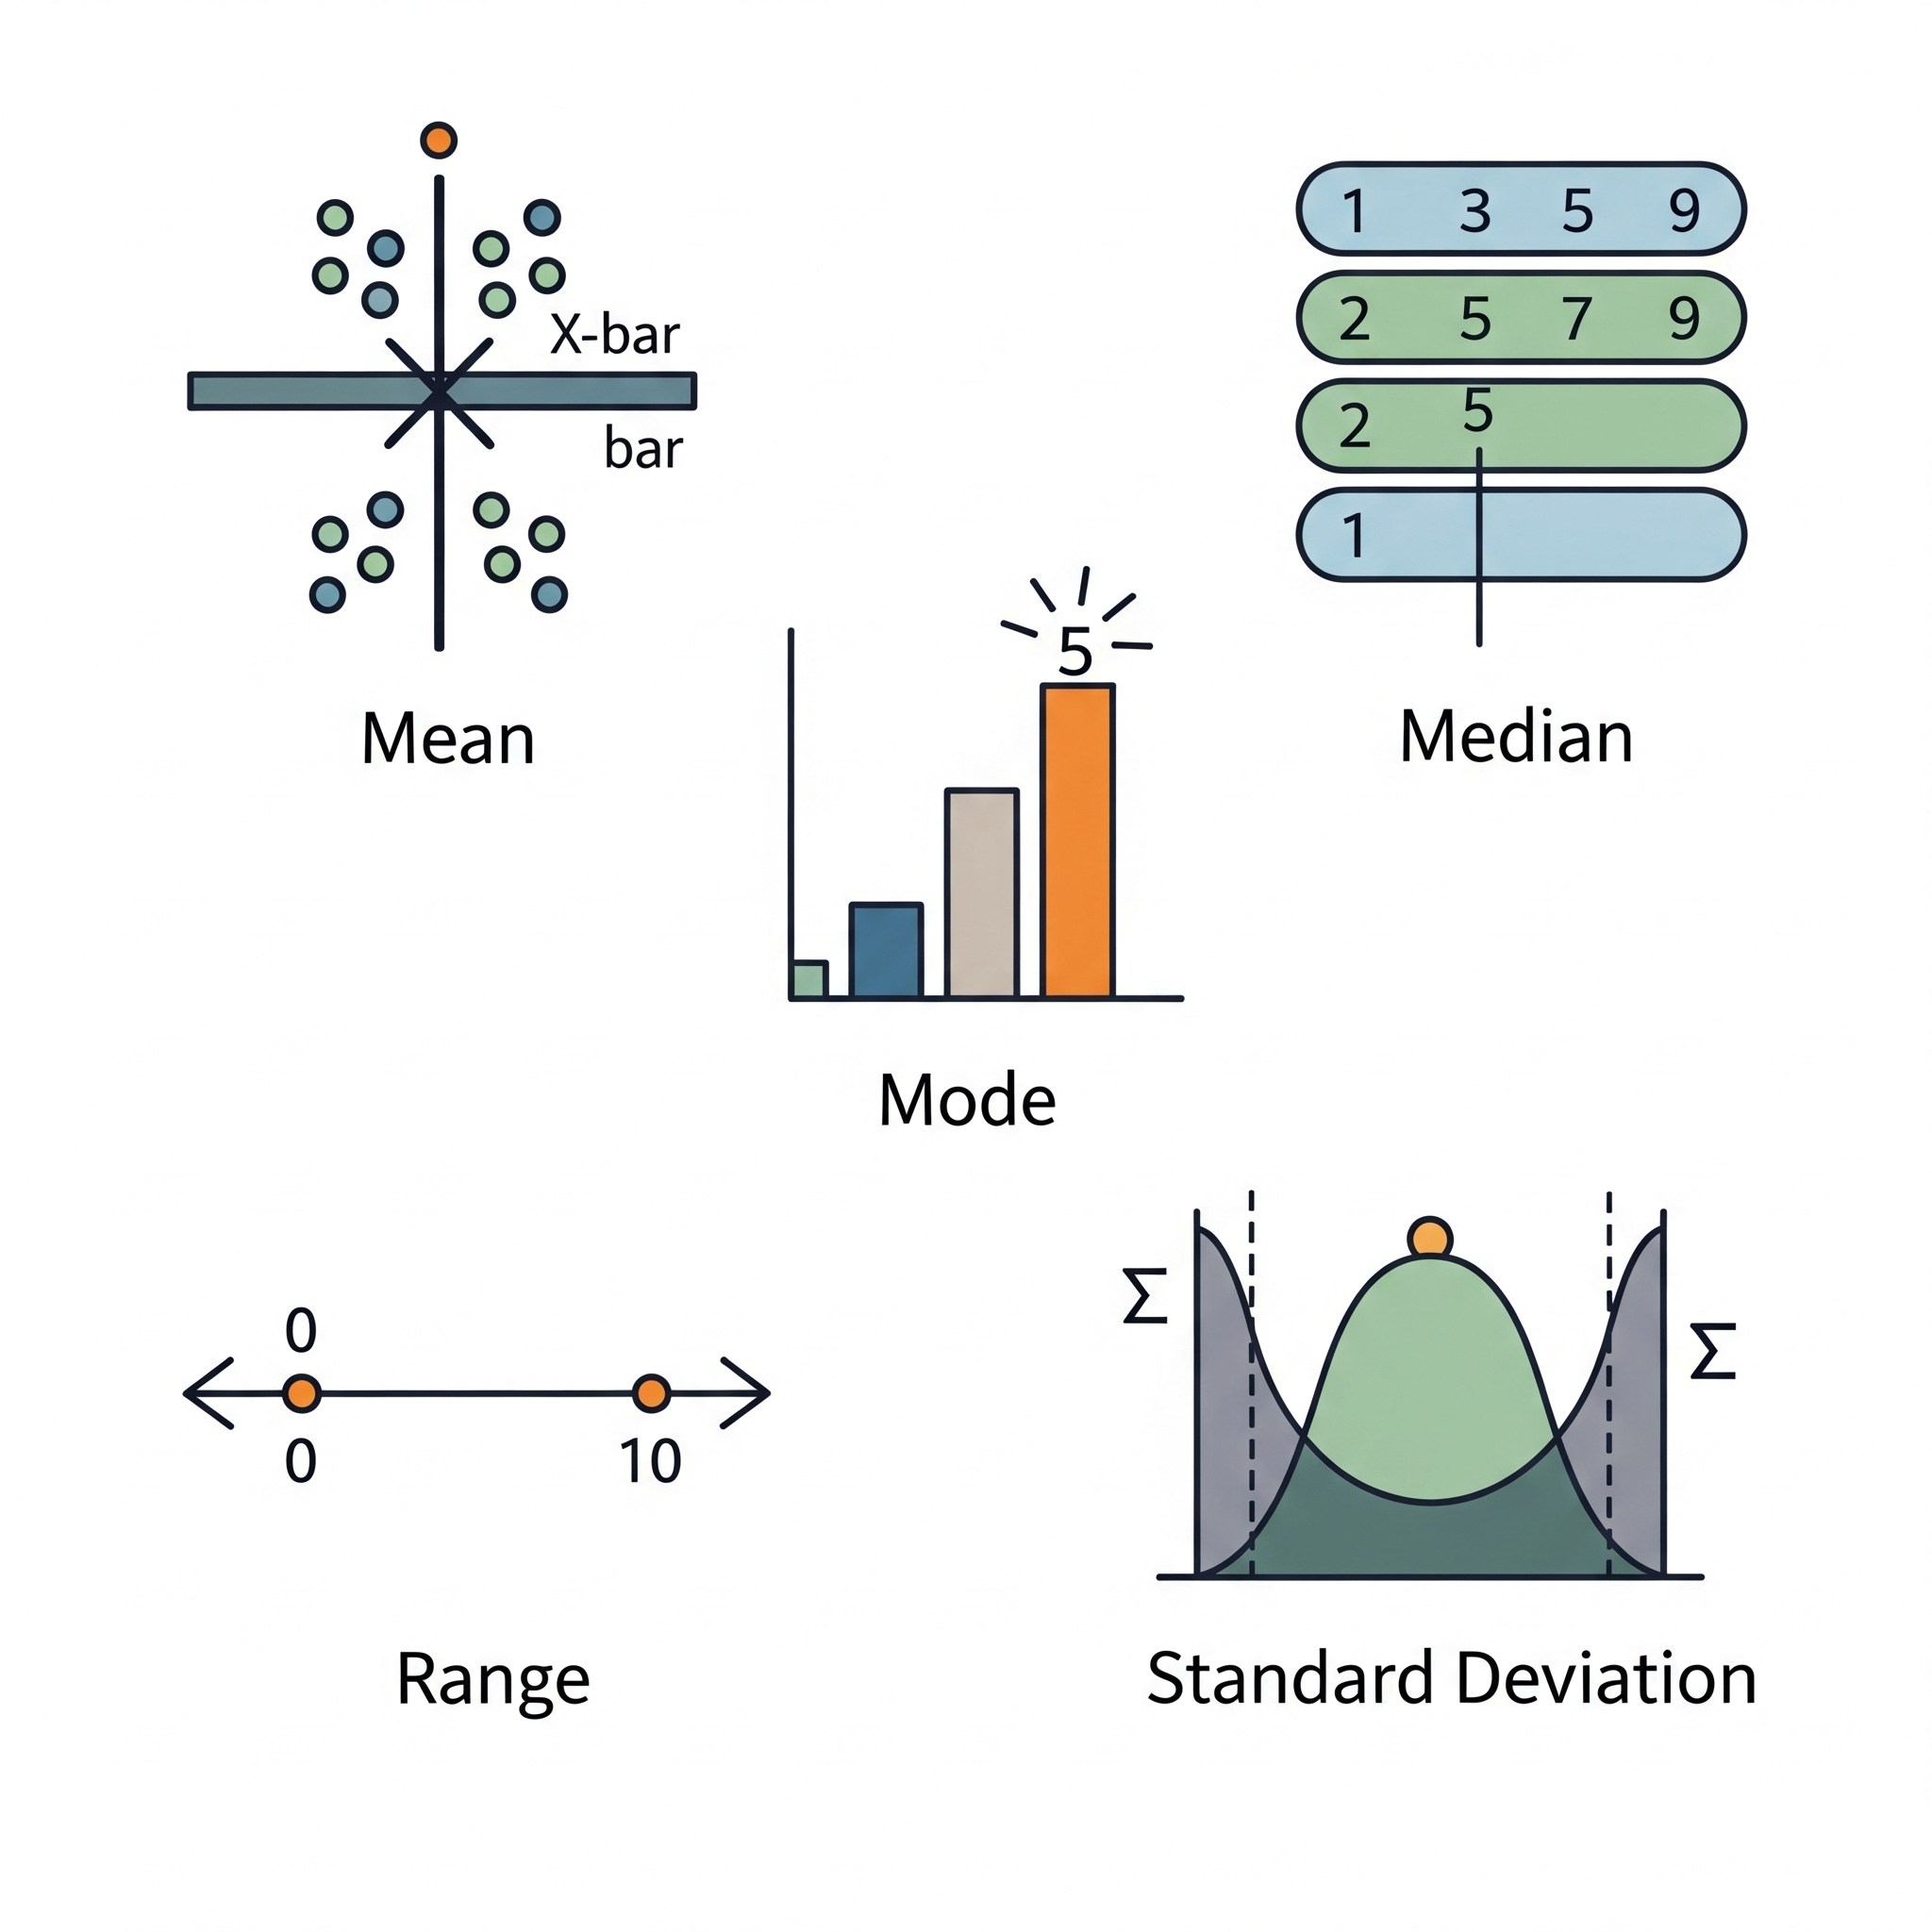 X-bar
bar
Mean
1 3 5 9
2 5 7 9
2 5
1
Median
5
Mode
0
0 10
Range
Σ
Σ
Standard Deviation